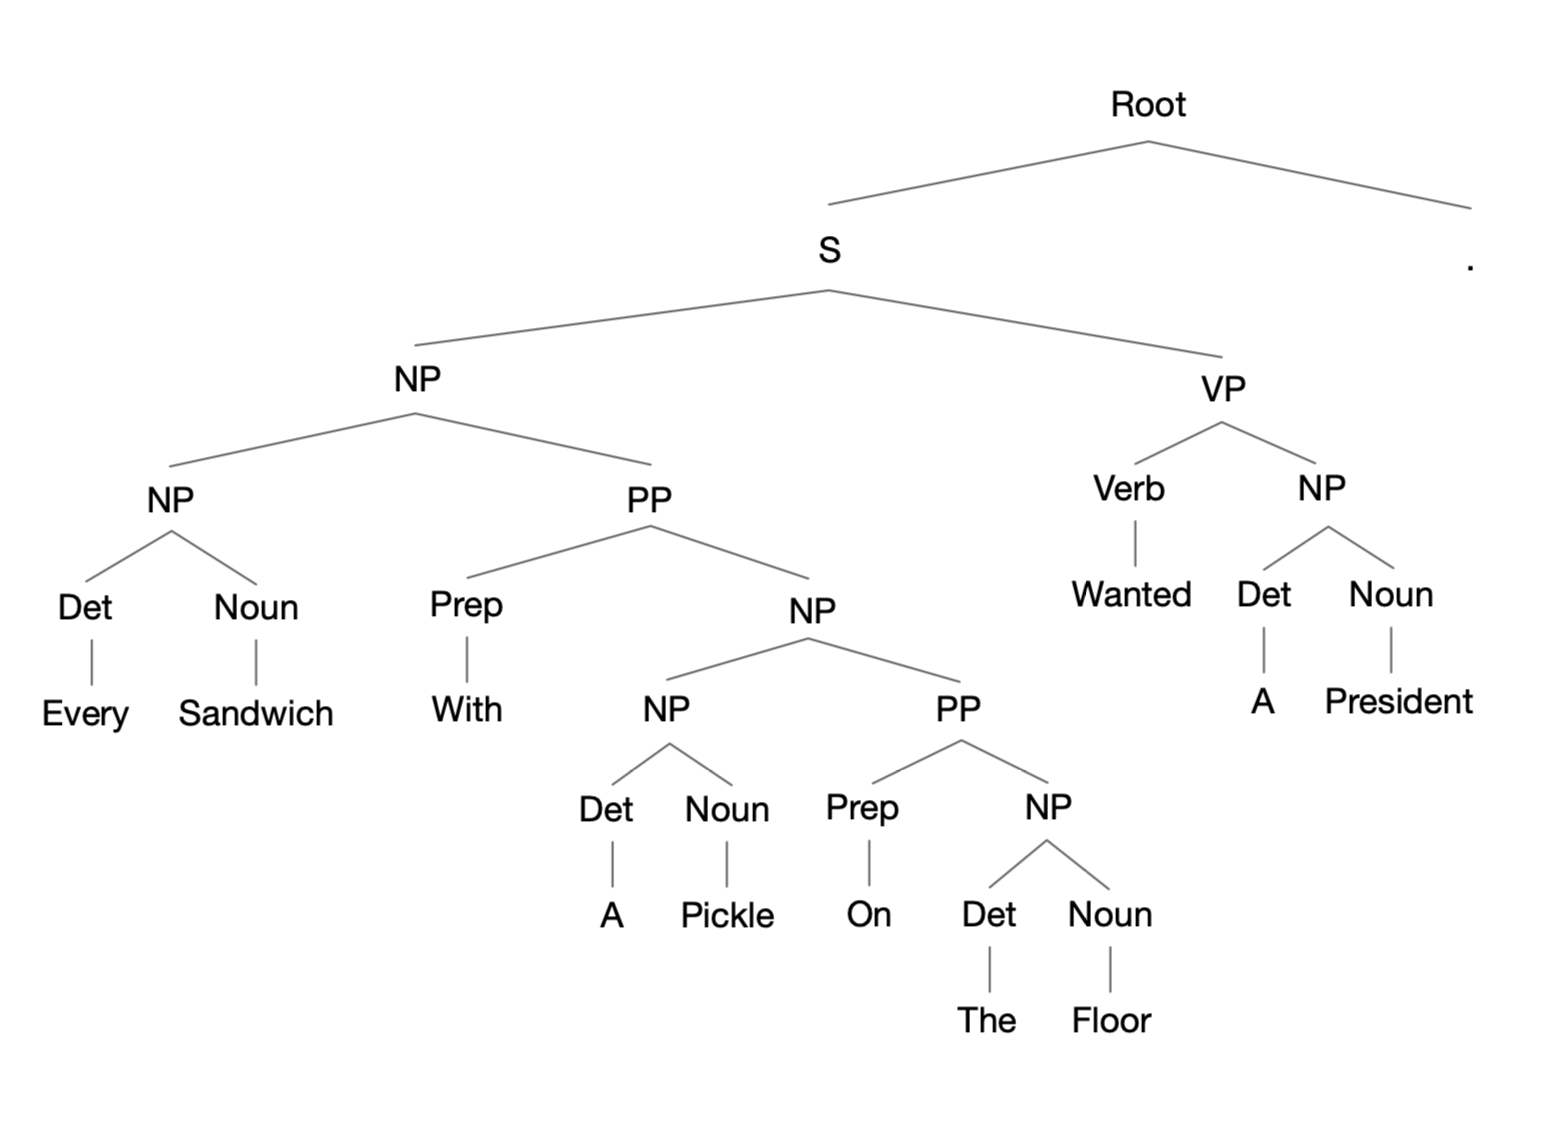 Root
S .
NP VP
NP PP Verb NP
Det Noun Prep NP Wanted Det Noun
Every Sandwich With NP PP A President
Det Noun Prep NP
A Pickle On Det Noun
The Floor